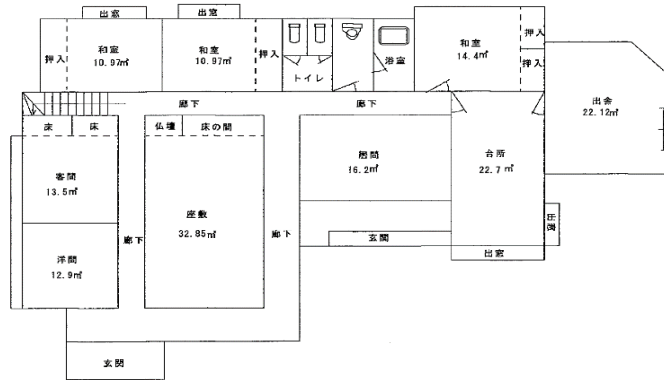 出窓
出窓
押入
和室
10.97㎡
和室
10.97㎡
押入
トイレ
浴室
和室
14.4㎡
押入
押入
出舎
22.12㎡
廊下
廊下
床
床
仏壇
床の間
客間
13.5㎡
座敷
32.85㎡
居間
16.2㎡
台所
22.7㎡
廊下
廊下
洋間
12.9㎡
玄関
出窓
玄関